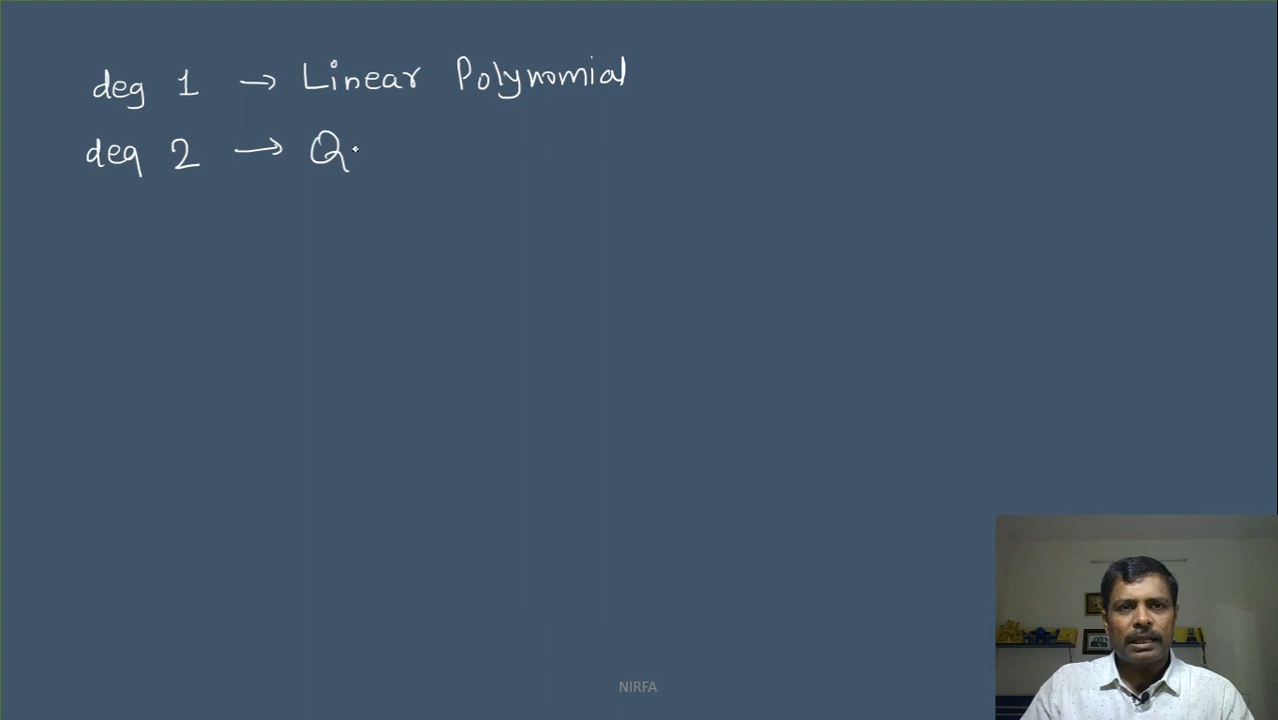 deg 1 → Linear Polynomial
deg 2 → Q
NIRFA